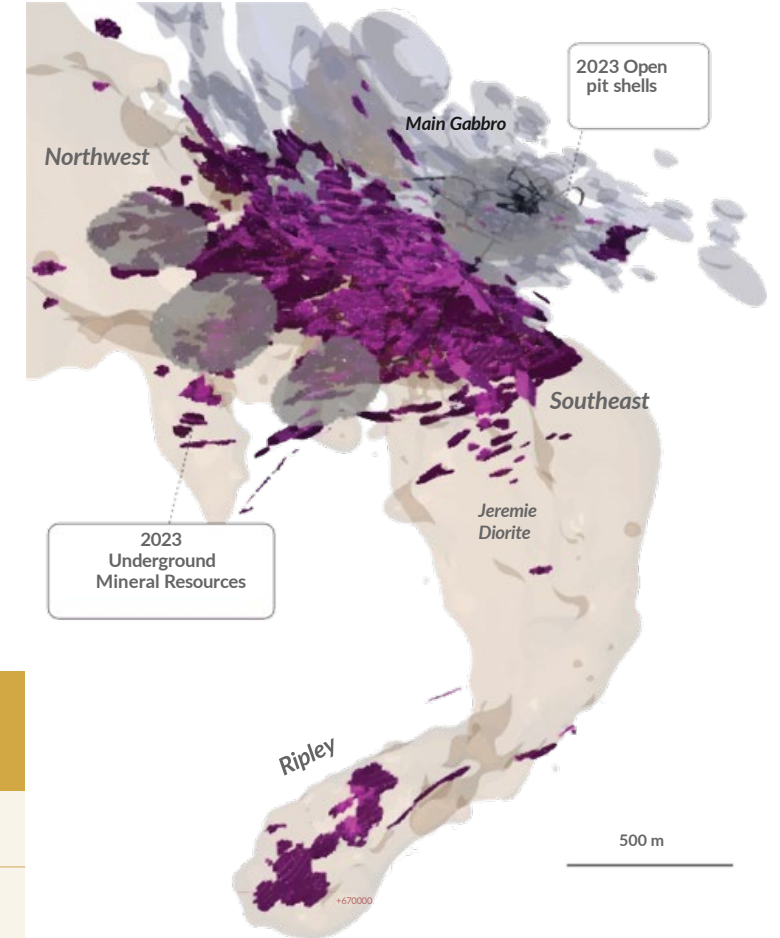 2023 Open
pit shells
Main Gabbro
Northwest
Southeast
Jeremie
Diorite
2023
Underground
Mineral Resources
Ripley
500 m
+670000